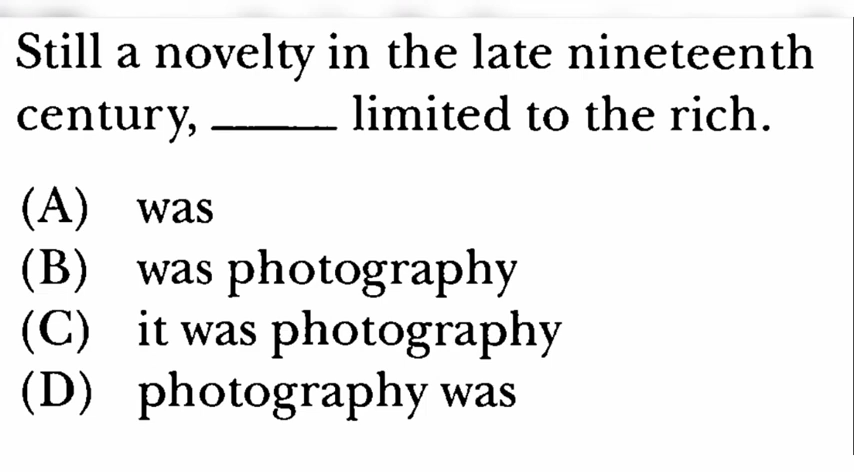 Still a novelty in the late nineteenth
century, _____ limited to the rich.
(A) was
(B) was photography
(C) it was photography
(D) photography was